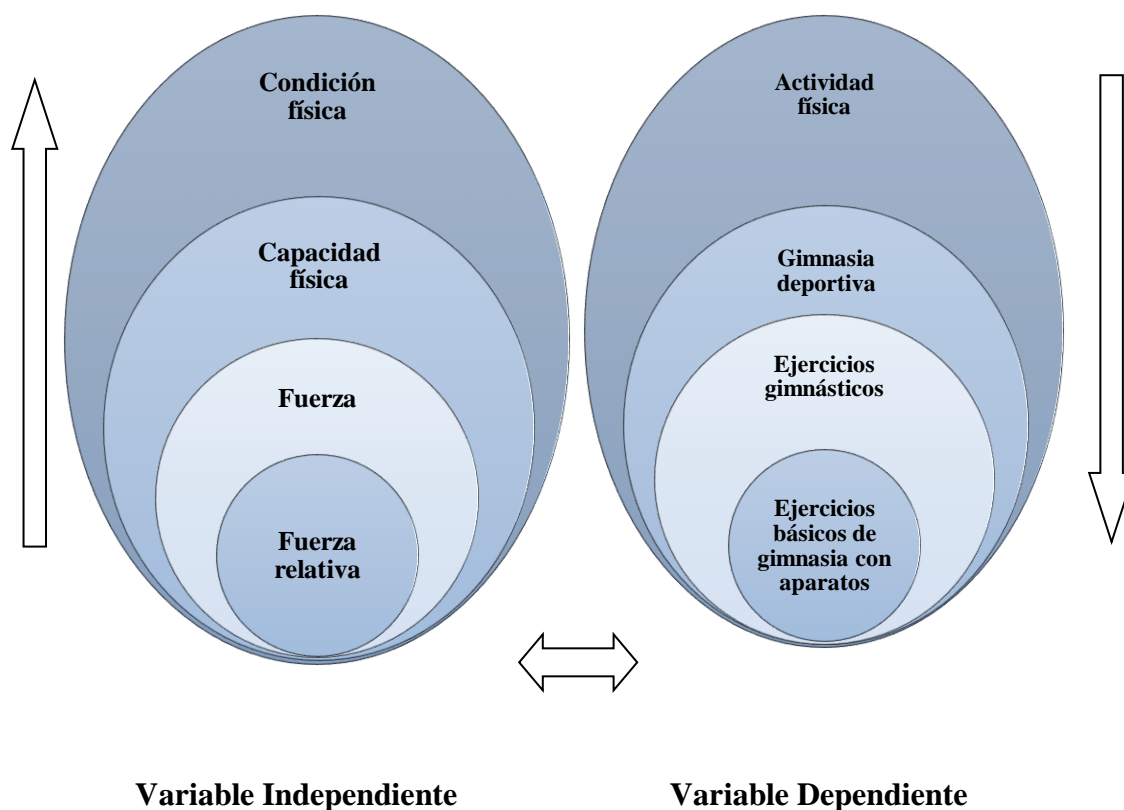 Condición
física
Capacidad
física
Fuerza
Fuerza
relativa
Actividad
física
Gimnasia
deportiva
Ejercicios
gimnásticos
Ejercicios
básicos de
gimnasia con
aparatos
Variable Independiente
Variable Dependiente